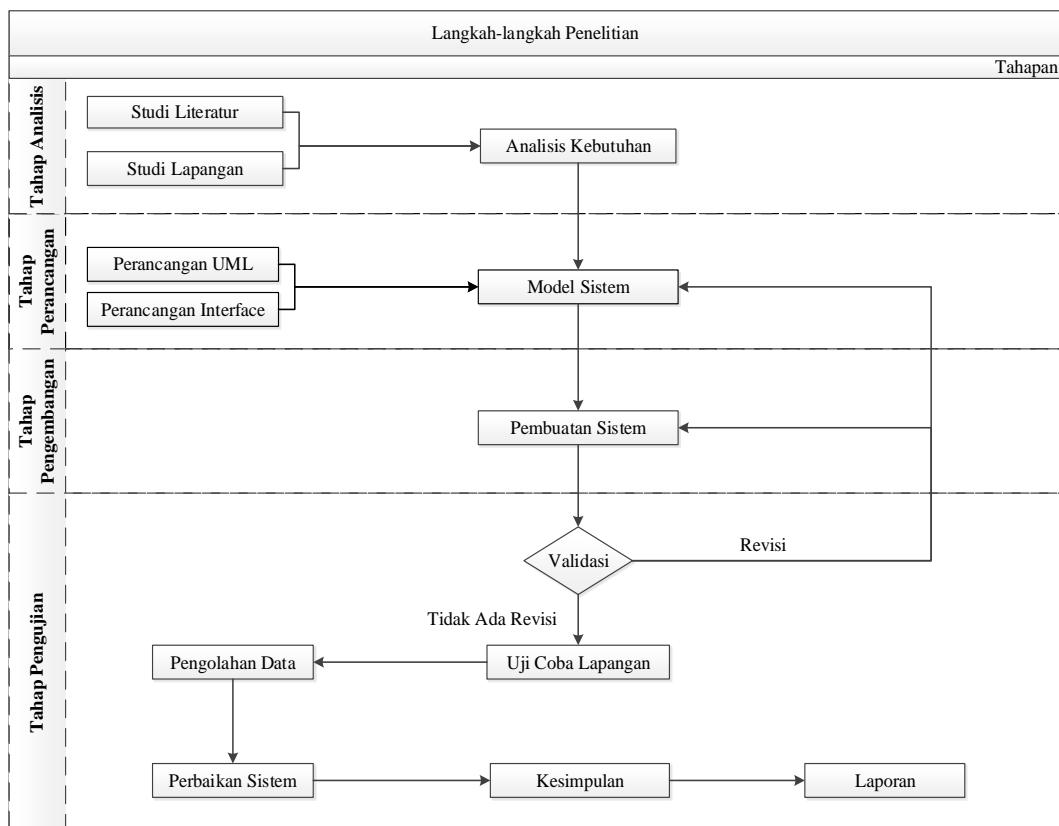 Langkah-langkah Penelitian
Tahapan
Tahap Analisis
Studi Literatur
Studi Lapangan
Analisis Kebutuhan
Tahap
Perancangan
Perancangan UML
Perancangan Interface
Model Sistem
Tahap
Pengembangan
Pembuatan Sistem
Tahap Pengujian
Validasi
Revisi
Tidak Ada Revisi
Pengolahan Data
Uji Coba Lapangan
Perbaikan Sistem
Kesimpulan
Laporan